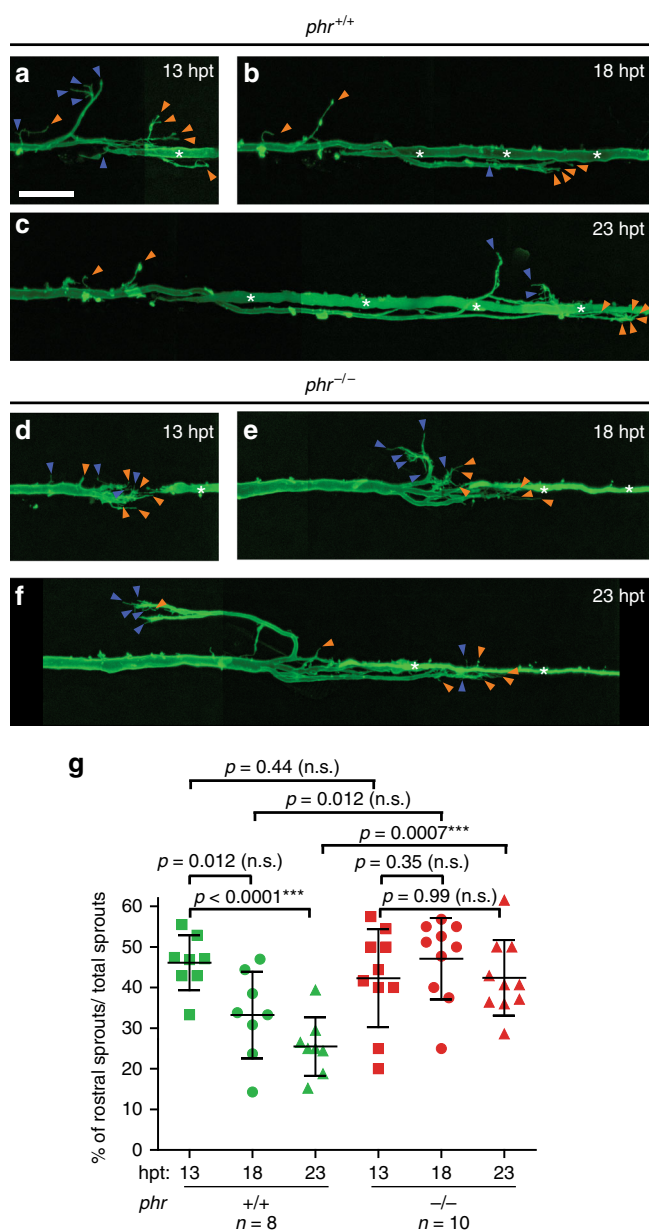 phr+/+
a 13 hpt
b 18 hpt
*
* * *
c 23 hpt
* * * *
phr–/–
d 13 hpt
e 18 hpt
*
* *
f 23 hpt
* *
g
p = 0.44 (n.s.)
p = 0.012 (n.s.)
p = 0.0007***
p = 0.012 (n.s.)
p = 0.35 (n.s.)
p < 0.0001***
p = 0.99 (n.s.)
% of rostral sprouts/ total sprouts
60
50
40
30
20
10
0
hpt: 13 18 23 13 18 23
phr +/+ –/–
n = 8 n = 10